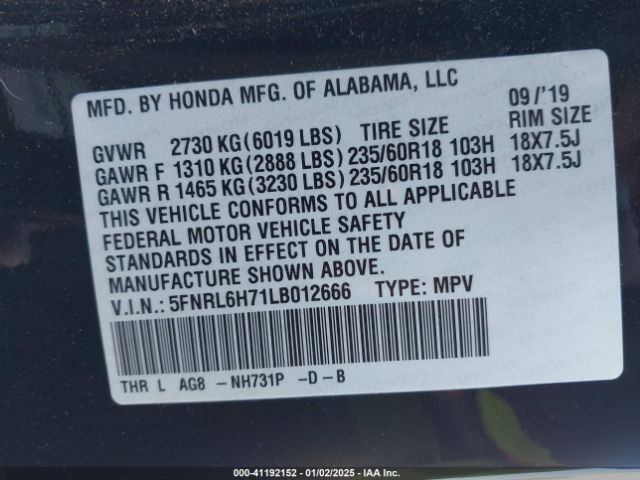 MFD. BY HONDA MFG. OF ALABAMA, LLC
09/'19
GVWR 2730 KG(6019 LBS) TIRE SIZE RIM SIZE
GAWR F 1310 KG(2888 LBS) 235/60R18 103H 18X7.5J
GAWR R 1465 KG(3230 LBS) 235/60R18 103H 18X7.5J
THIS VEHICLE CONFORMS TO ALL APPLICABLE
FEDERAL MOTOR VEHICLE SAFETY
STANDARDS IN EFFECT ON THE DATE OF
MANUFACTURE SHOWN ABOVE.
V.I.N.: 5FNRL6H71LB012666 TYPE: MPV
THR L AG8 - NH731P -D-B
000-41192152 - 01/02/2025 - IAA Inc.